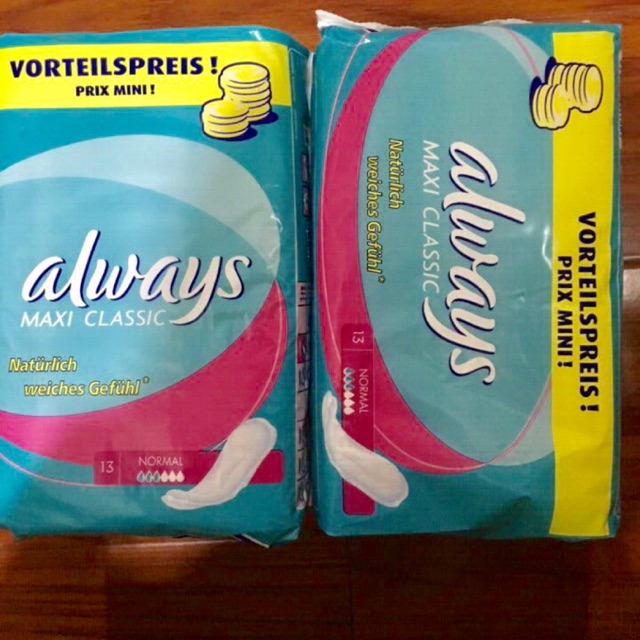 VORTEILSPREIS !
PRIX MINI !
always
MAXI CLASSIC
Natürlich
weiches Gefühl*
13 NORMAL
VORTEILSPREIS !
PRIX MINI !
always
MAXI CLASSIC
Natürlich
weiches Gefühl*
13 NORMAL